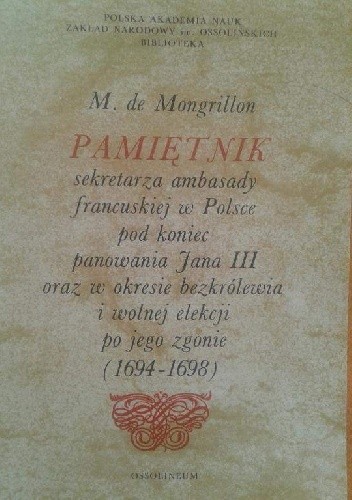 POLSKA AKADEMIA NAUK
ZAKŁAD NARODOWY IM. OSSOLIŃSKICH
BIBLIOTEKA
M. de Mongrillon
PAMIĘTNIK
sekretarza ambasady
francuskiej w Polsce
pod koniec
panowania Jana III
oraz w okresie bezkrólewia
i wolnej elekcji
po jego zgonie
(1694-1698)
OSSOLINEUM